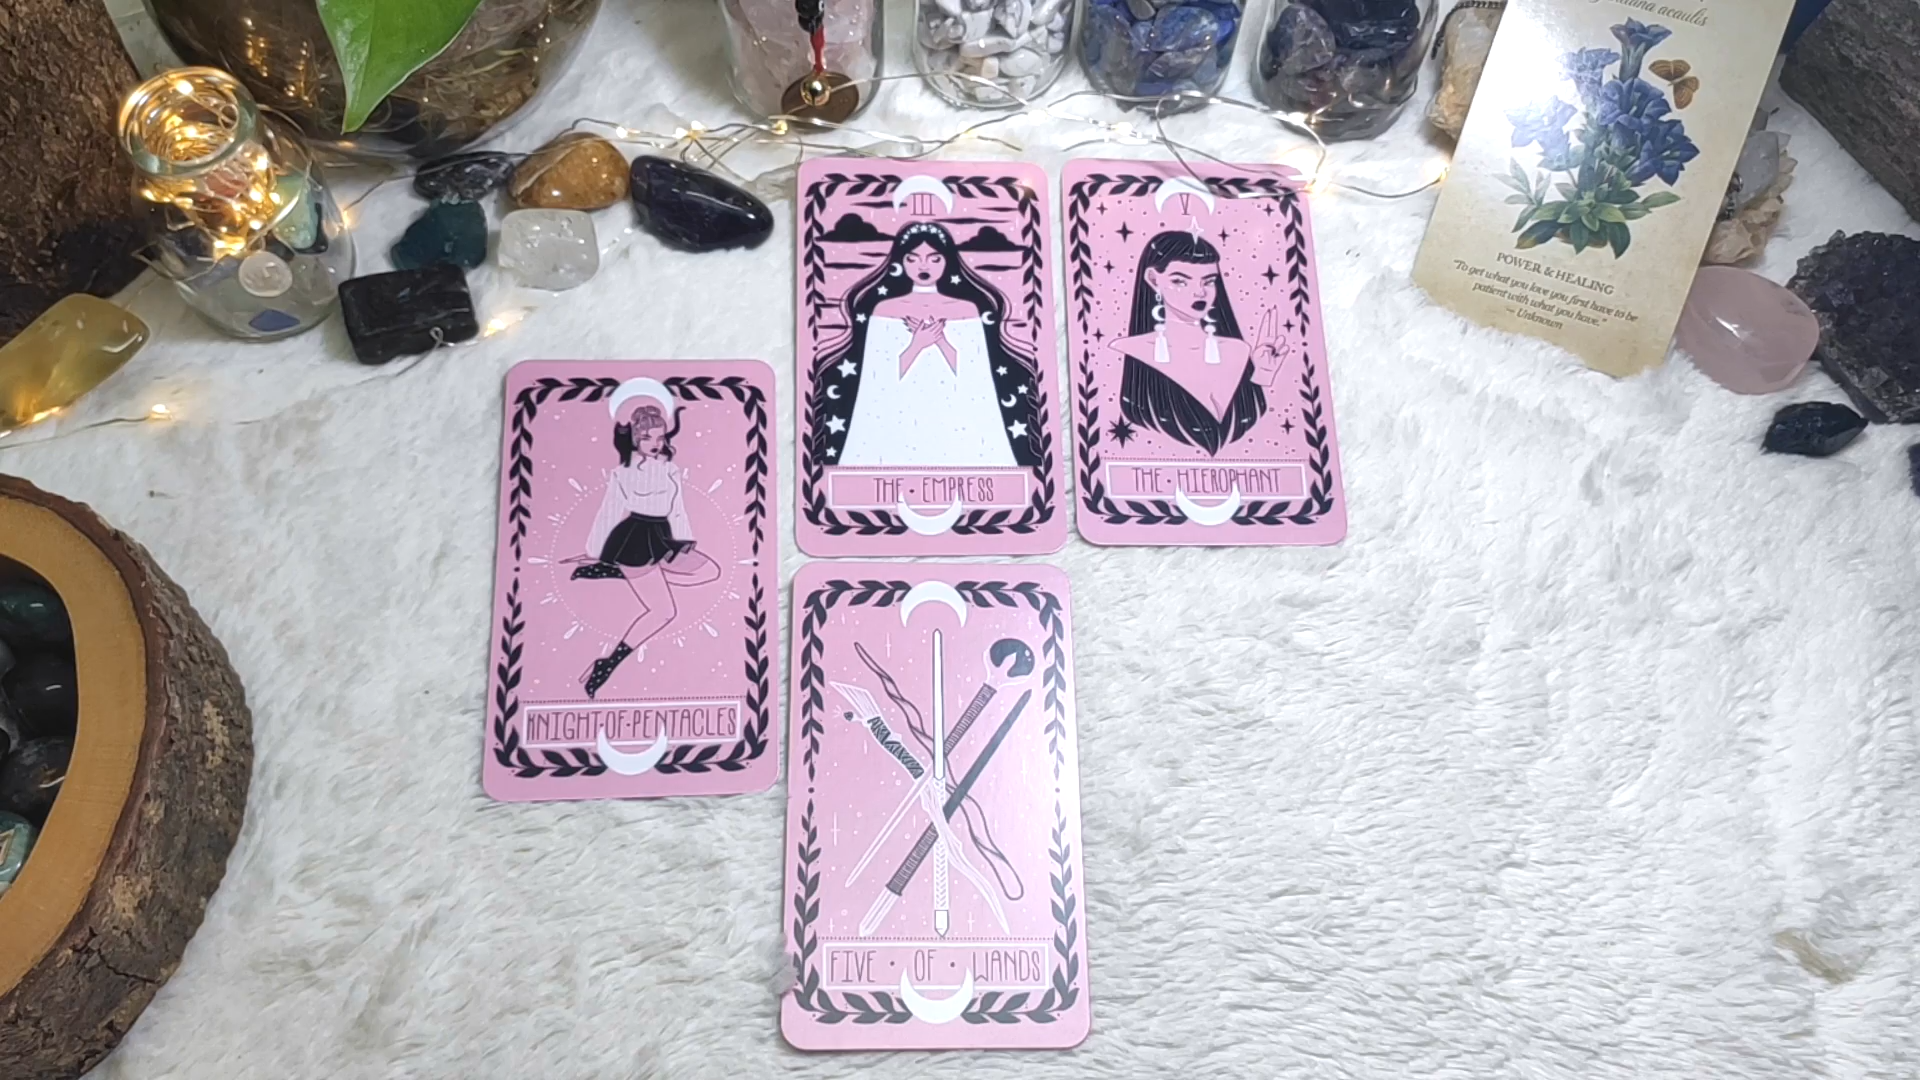 acaulis
POWER & HEALING
"To get what you love you first have to be
patient with what you have."
— Unknown
III
THE • EMPRESS
V
THE • HIEROPHANT
KNIGHT•OF•PENTACLES
FIVE • OF • WANDS